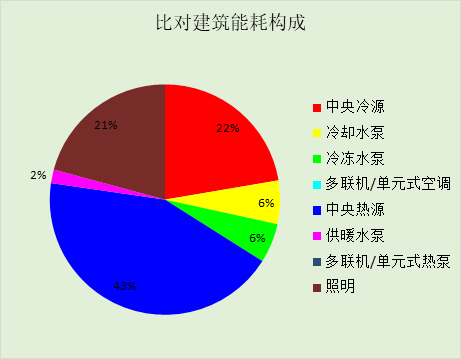 比对建筑能耗构成
22%
6%
6%
43%
2%
21%
中央冷源
冷却水泵
冷冻水泵
多联机/单元式空调
中央热源
供暖水泵
多联机/单元式热泵
照明